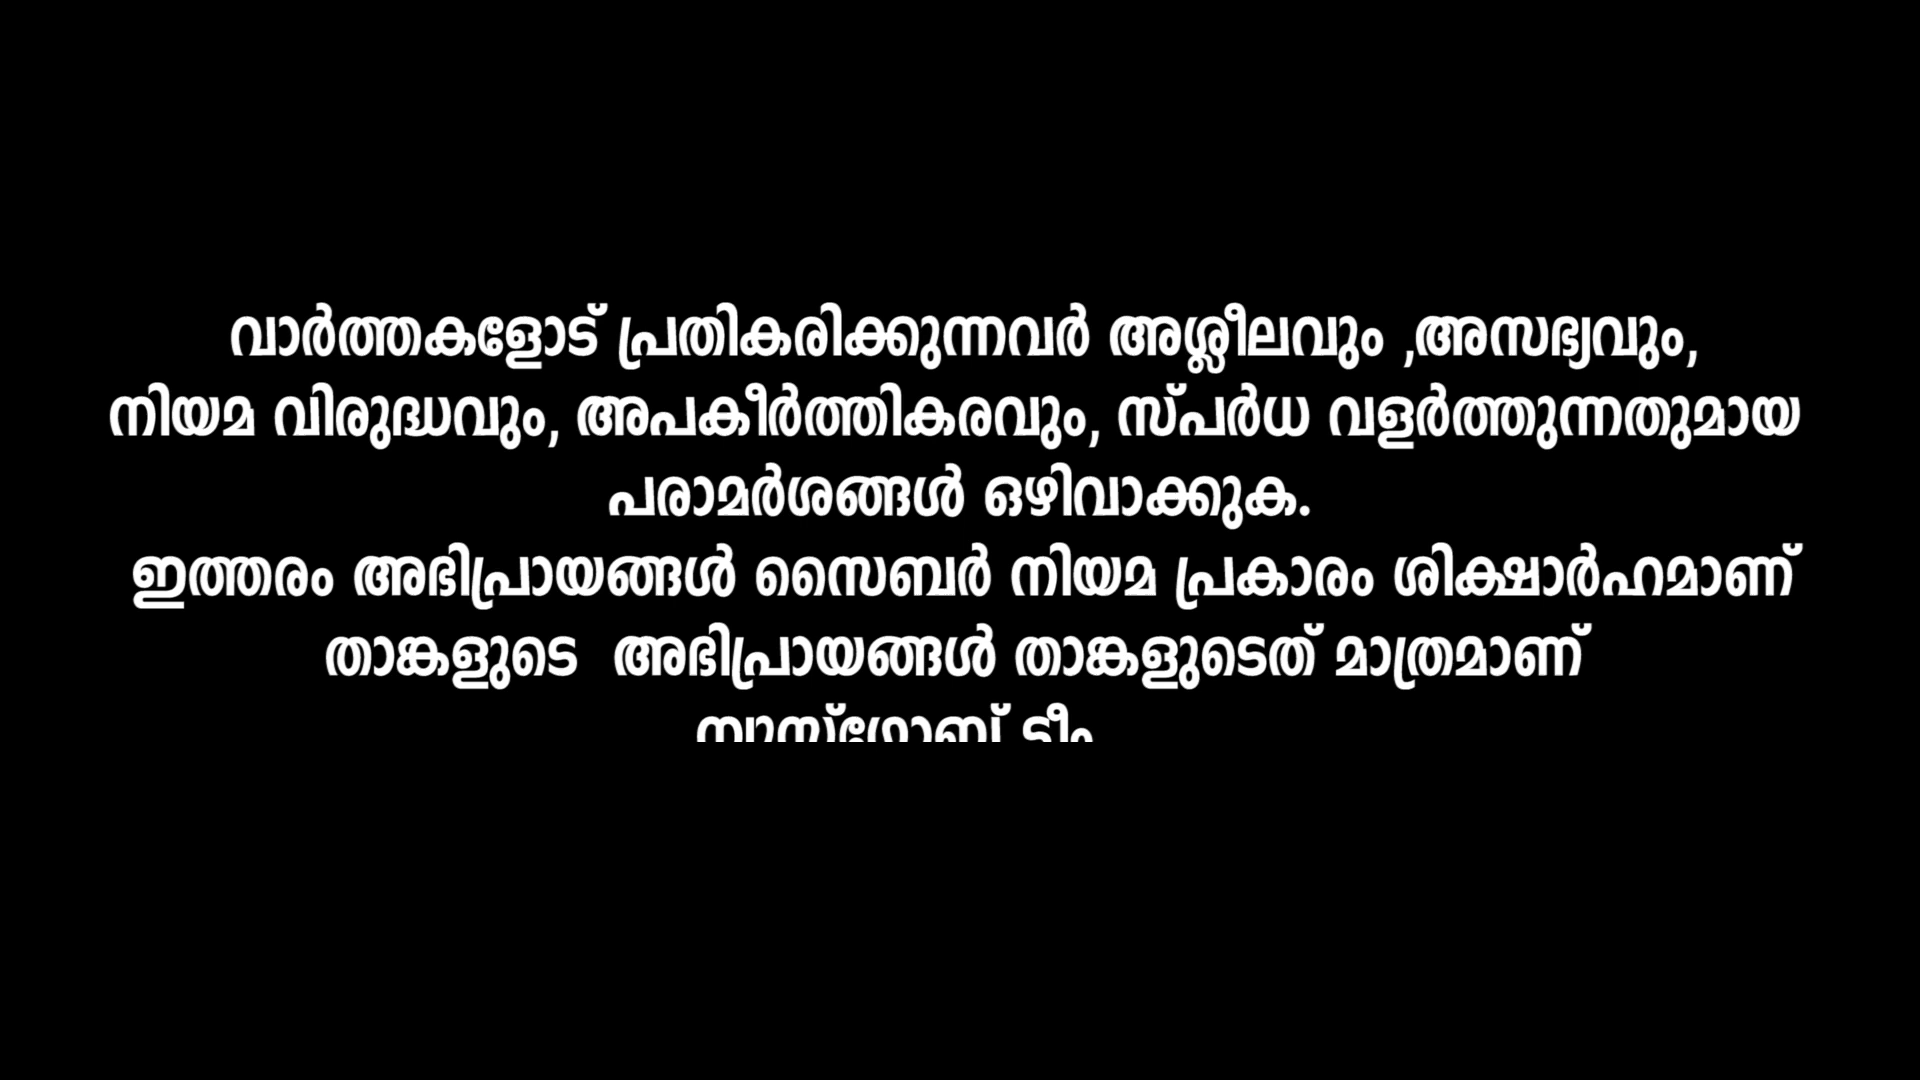 വാർത്തകളോട് പ്രതികരിക്കുന്നവർ അശ്ലീലവും ,അസഭ്യവും,
നിയമ വിരുദ്ധവും, അപകീർത്തികരവും, സ്പർധ വളർത്തുന്നതുമായ
പരാമർശങ്ങൾ ഒഴിവാക്കുക.
ഇത്തരം അഭിപ്രായങ്ങൾ സൈബർ നിയമ പ്രകാരം ശിക്ഷാർഹമാണ്
താങ്കളുടെ  അഭിപ്രായങ്ങൾ താങ്കളുടെത് മാത്രമാണ്
ടീം